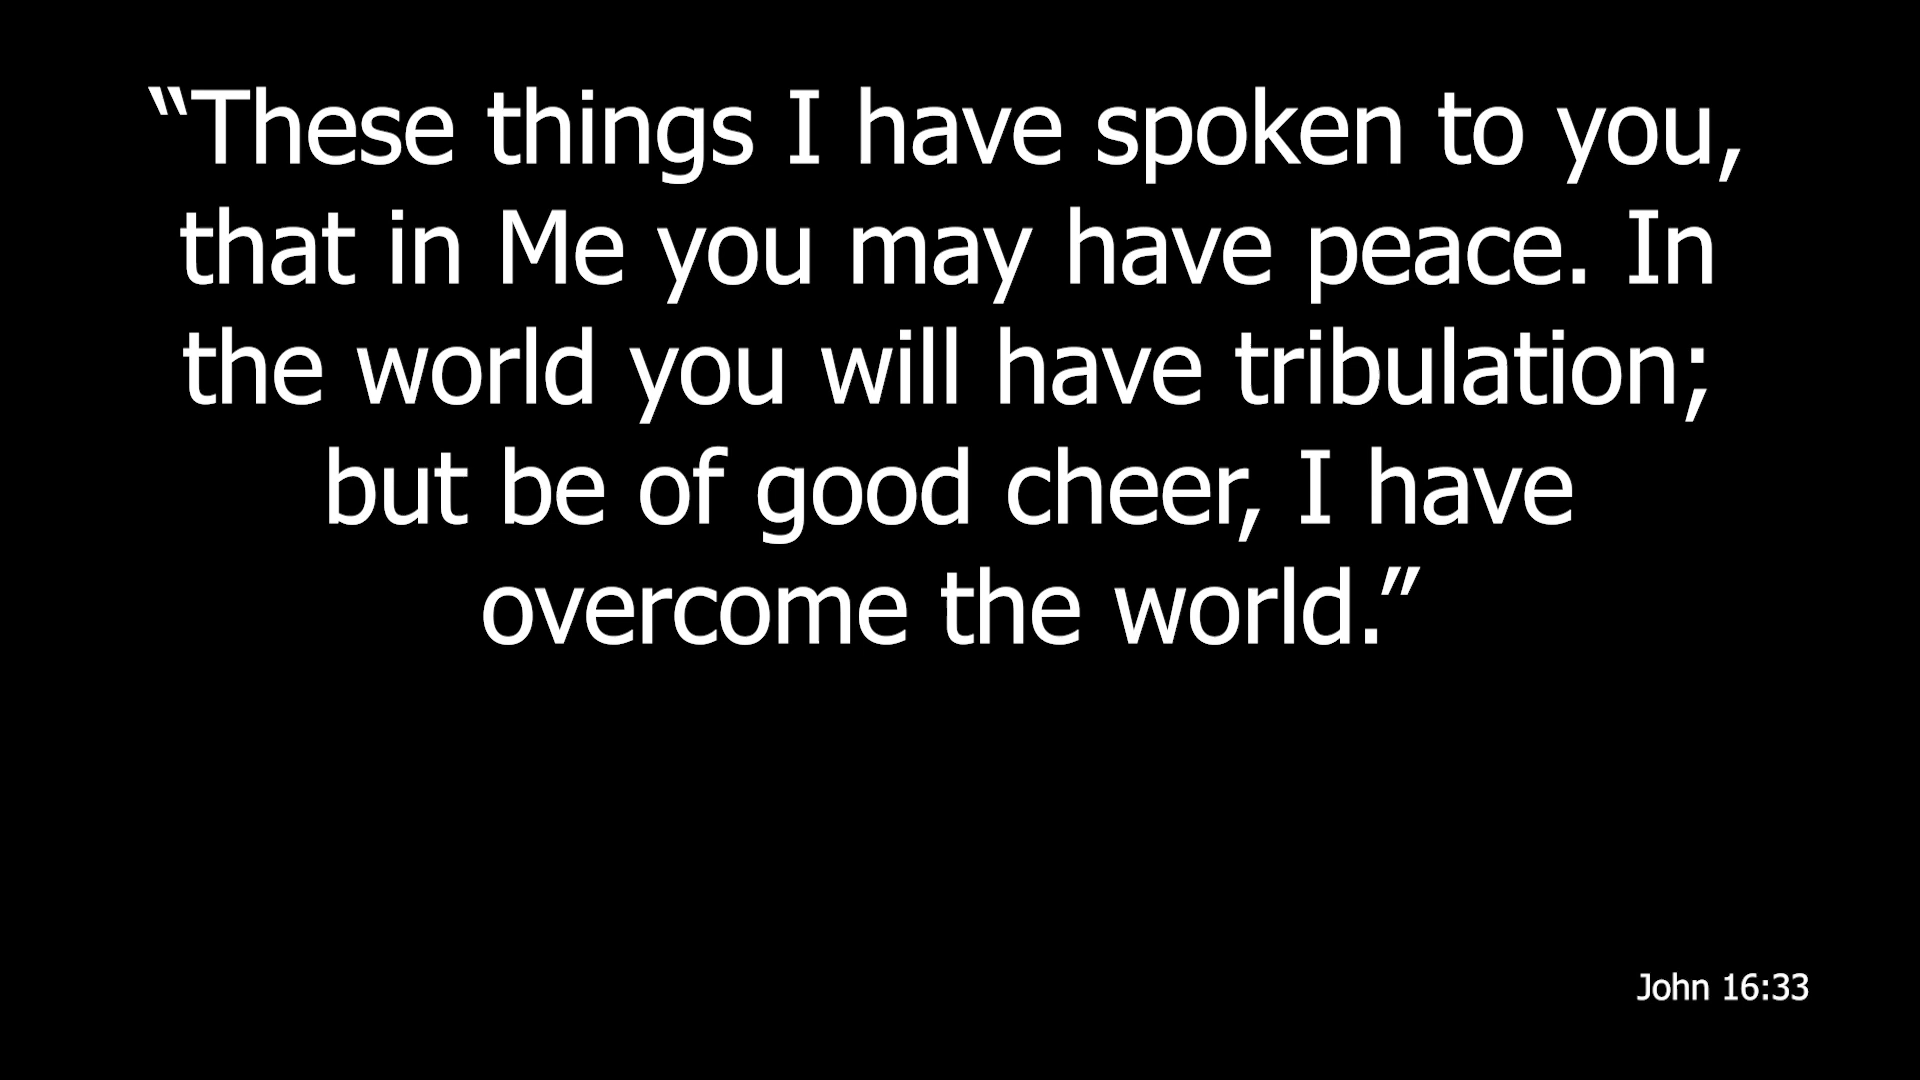 “These things I have spoken to you,
that in Me you may have peace. In
the world you will have tribulation;
but be of good cheer, I have
overcome the world.”
John 16:33